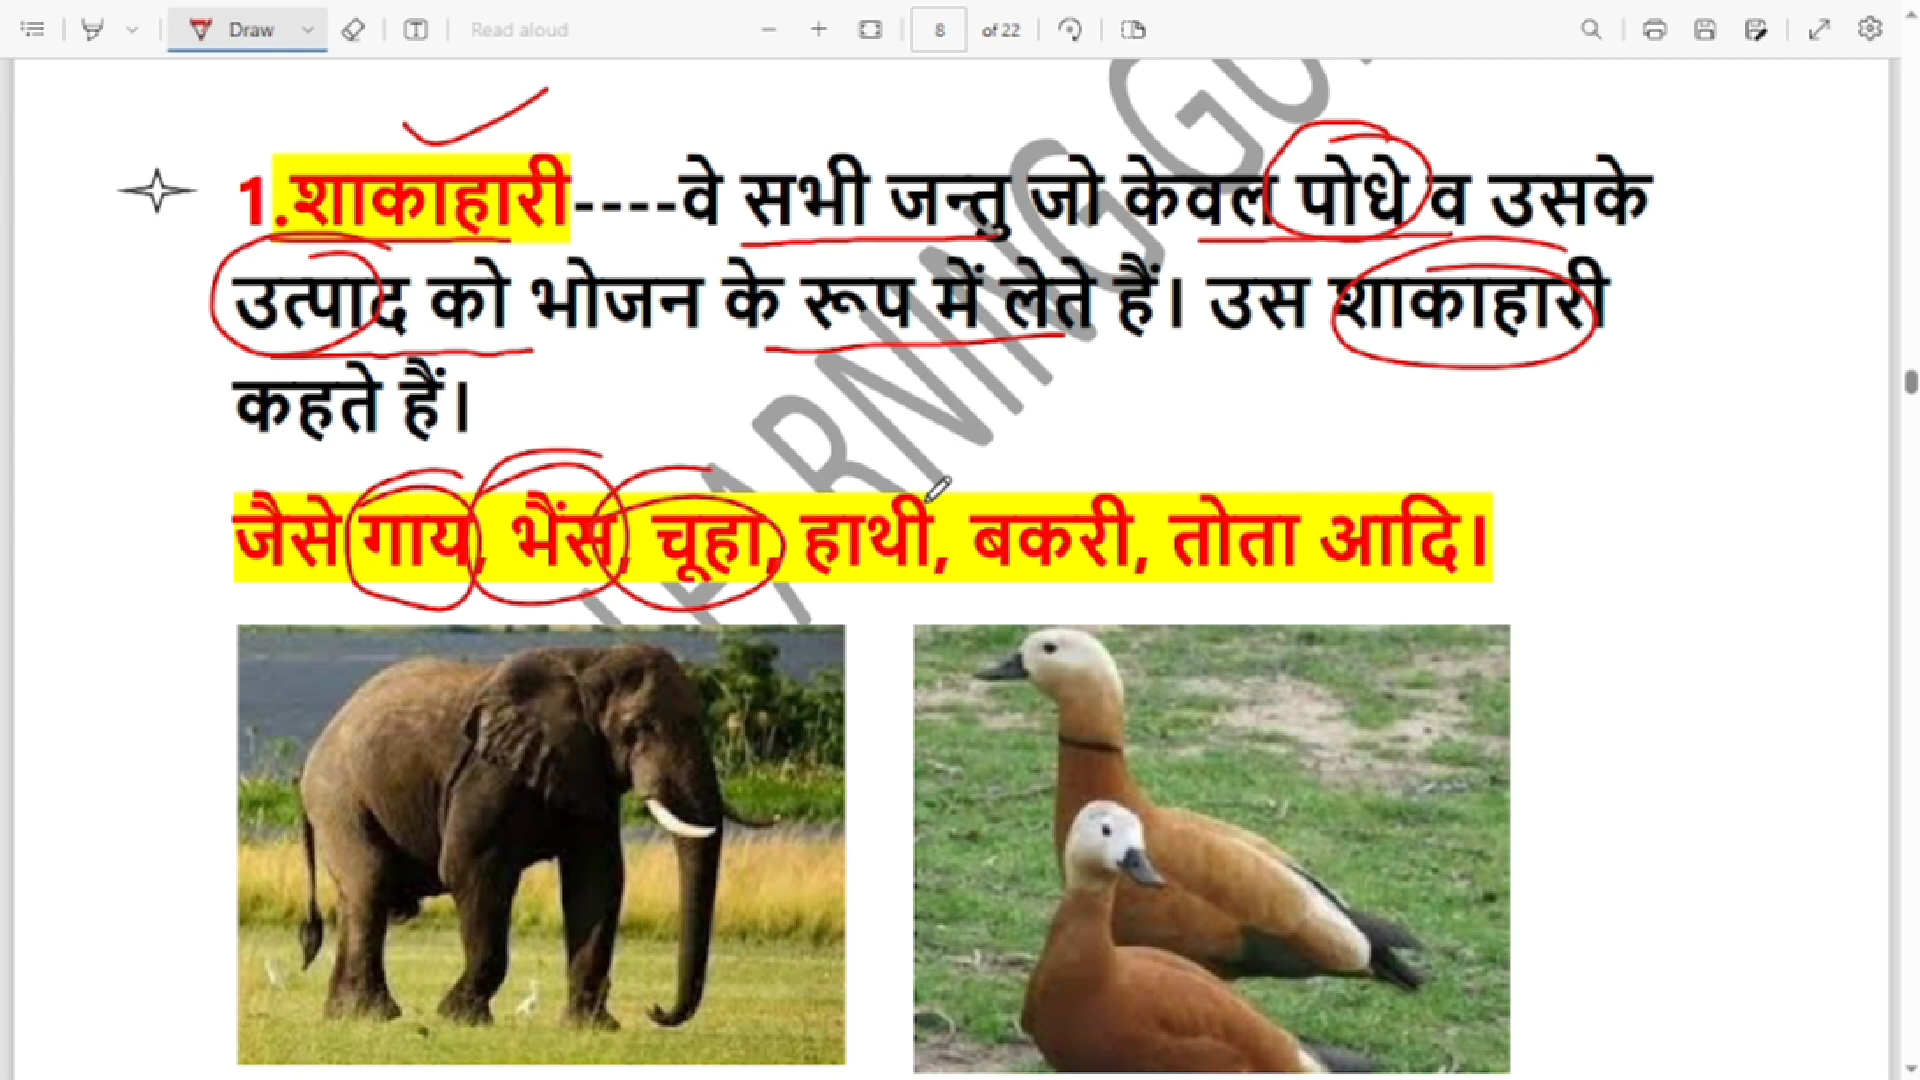 Draw
Read aloud
8 of 22
1.शाकाहारी----वे सभी जन्तु जो केवल पोधे व उसके
उत्पाद को भोजन के रूप में लेते हैं। उस शाकाहारी
कहते हैं।
जैसे गाय, भैंस, चूहा, हाथी, बकरी, तोता आदि।